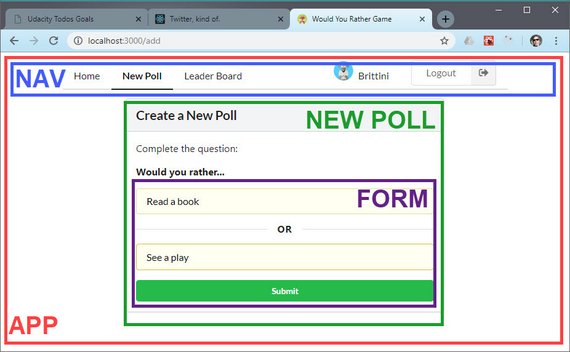 Udacity Todos Goals
Twitter, kind of.
Would You Rather Game
localhost:3000/add
NAV
Home
New Poll
Leader Board
Brittini
Logout
Create a New Poll
NEW POLL
Complete the question:
Would you rather...
Read a book
FORM
OR
See a play
Submit
APP